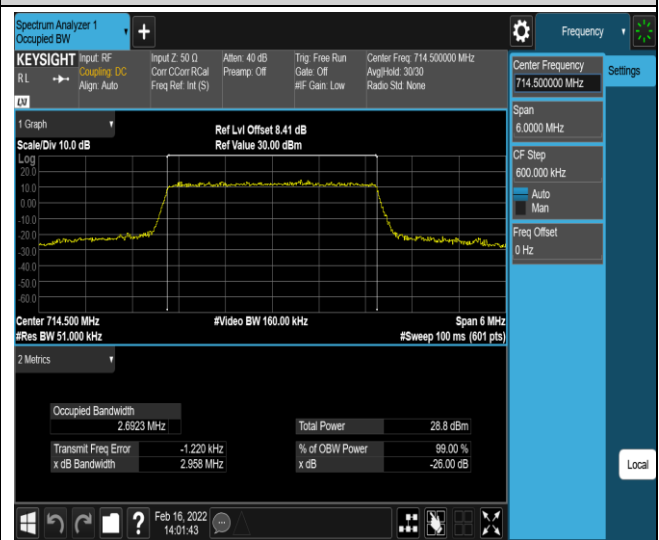 Spectrum Analyzer 1
Occupied BW
+
Frequency
KEYSIGHT
RL
LXI
Input: RF
Coupling: DC
Align: Auto
Input Z: 50 Ω
Corr CCorr RCal
Freq Ref: Int (S)
Atten: 40 dB
Preamp: Off
Trig: Free Run
Gate: Off
#IF Gain: Low
Center Freq: 714.500000 MHz
Avg|Hold: 30/30
Radio Std: None
Center Frequency
714.500000 MHz
Settings
Span
6.0000 MHz
CF Step
600.000 kHz
Auto
Man
Freq Offset
0 Hz
1 Graph
Scale/Div 10.0 dB
Ref Lvl Offset 8.41 dB
Ref Value 30.00 dBm
Log
20.0
10.0
0.00
-10.0
-20.0
-30.0
-40.0
-50.0
-60.0
Center 714.500 MHz
#Video BW 160.00 kHz
Span 6 MHz
#Res BW 51.000 kHz
#Sweep 100 ms (601 pts)
2 Metrics
Occupied Bandwidth
2.6923 MHz
Total Power 28.8 dBm
Transmit Freq Error -1.220 kHz
% of OBW Power 99.00 %
x dB Bandwidth 2.958 MHz
x dB -26.00 dB
Local
?
Feb 16, 2022
14:01:43